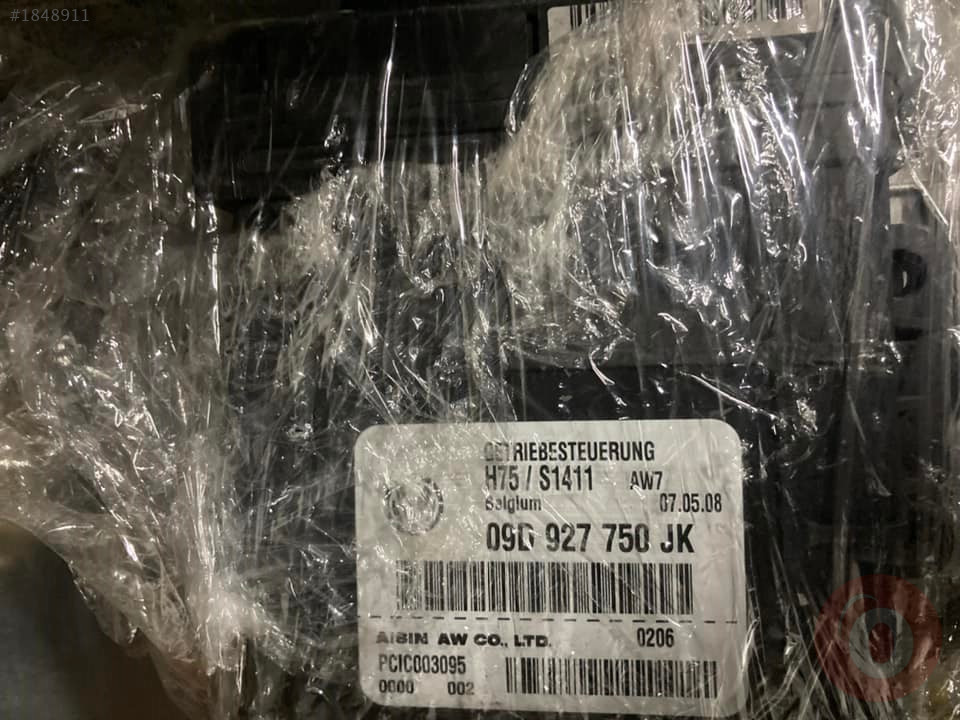 #1848911
GETRIEBESTEUERUNG
H75 / S1411 AW7
Belgium 07.05.08
09D 927 750 JK
AISIN AW CO., LTD. 0206
PCIC003095
0000 002